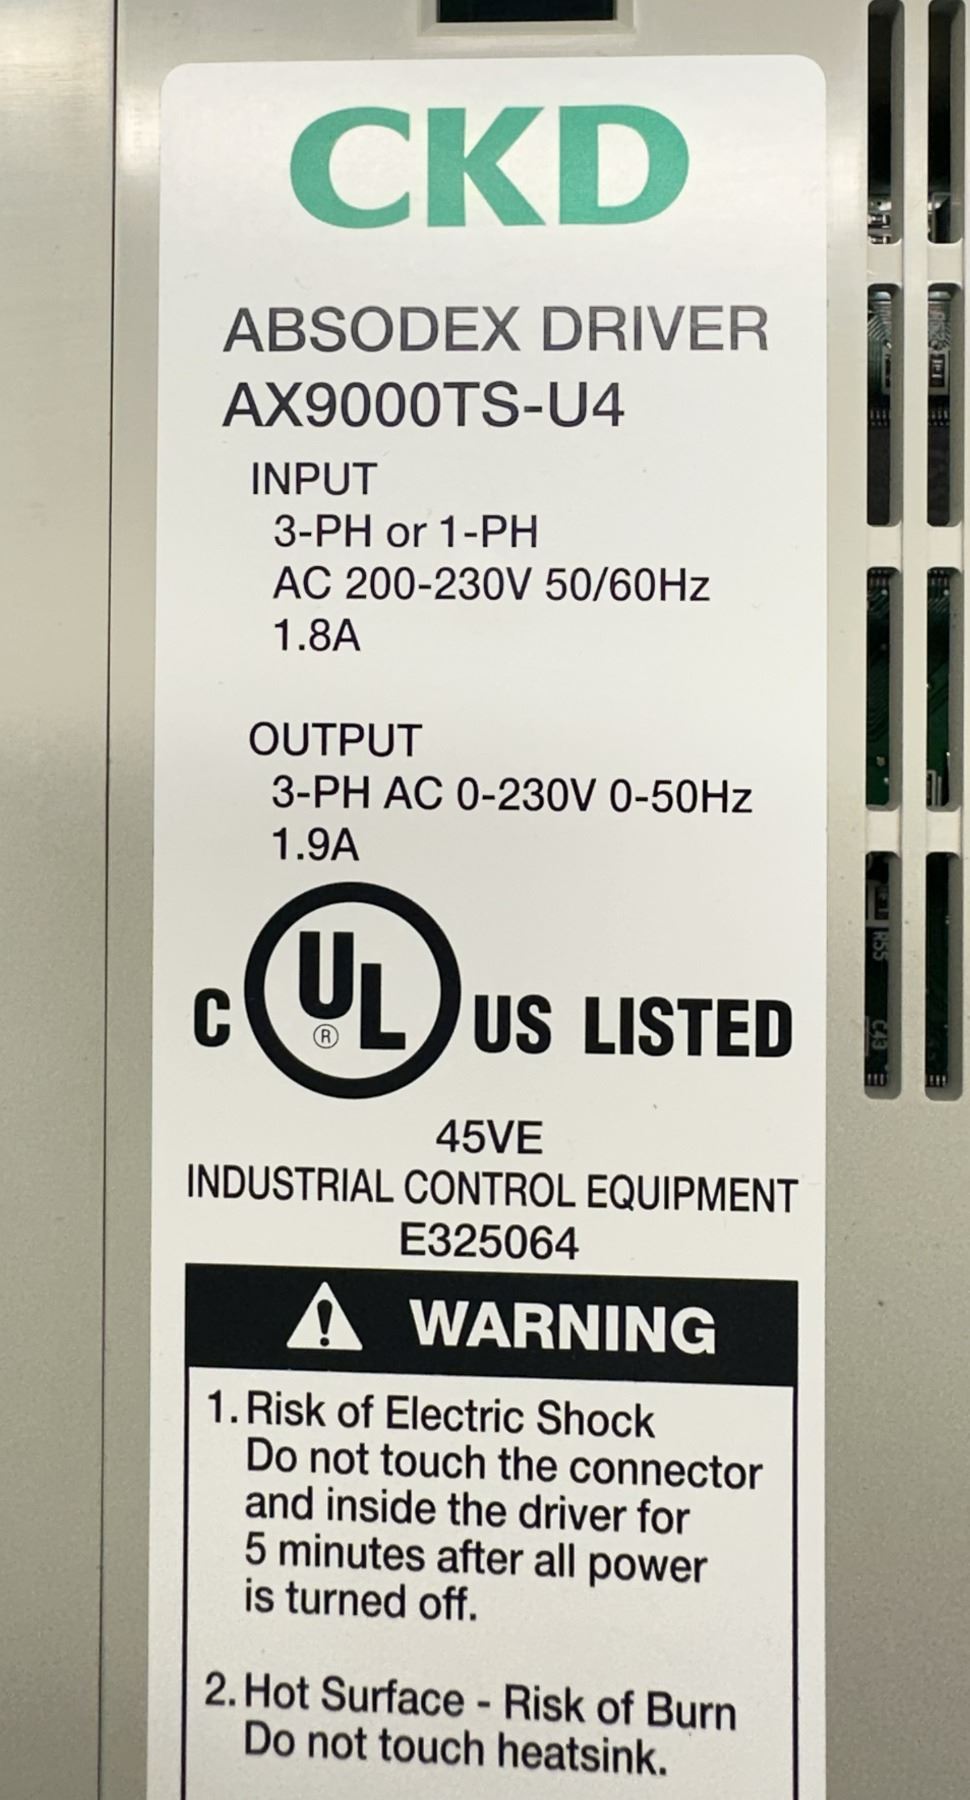 CKD
ABSODEX DRIVER
AX9000TS-U4
INPUT
3-PH or 1-PH
AC 200-230V 50/60Hz
1.8A
OUTPUT
3-PH AC 0-230V 0-50Hz
1.9A
C UL ® US LISTED
45VE
INDUSTRIAL CONTROL EQUIPMENT
E325064
WARNING
1. Risk of Electric Shock
Do not touch the connector
and inside the driver for
5 minutes after all power
is turned off.
2. Hot Surface - Risk of Burn
Do not touch heatsink.
R55
C43